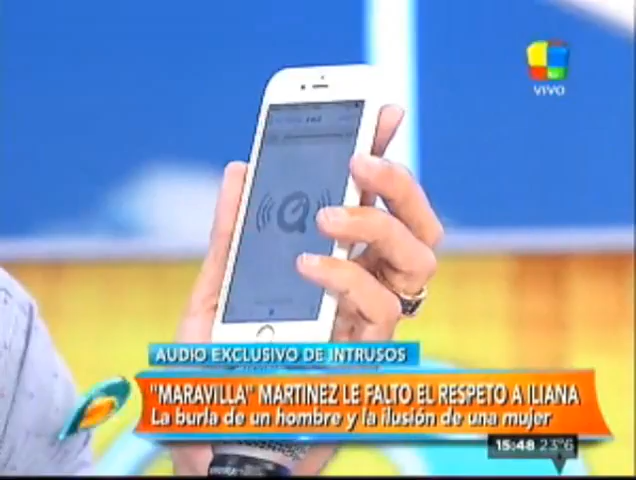 VIVO
AUDIO EXCLUSIVO DE INTRUSOS
"MARAVILLA" MARTINEZ LE FALTO EL RESPETO A ILIANA
La burla de un hombre y la ilusión de una mujer
15:48 23°6